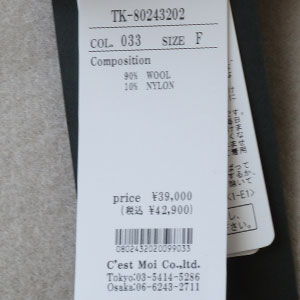 TK-80243202
COL. 033 SIZE F
Composition
90% WOOL
10% NYLON
price ¥39,000
(税込 ¥42,900)
0802432020099033
C'est Moi Co.,ltd.
Tokyo:03-5414-5286
Osaka:06-6243-2711